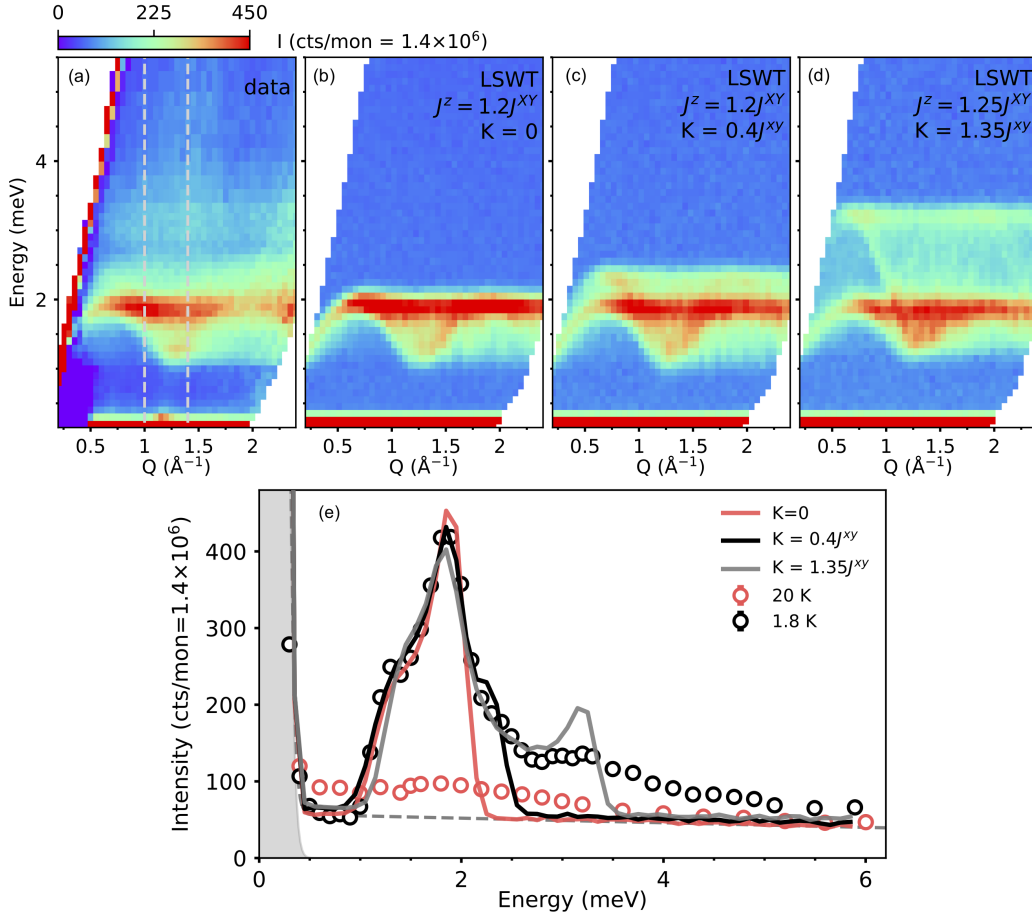 0 225 450
I (cts/mon = 1.4×10⁶)
(a) data
(b) LSWT
J^z = 1.2J^XY
K = 0
(c) LSWT
J^z = 1.2J^XY
K = 0.4J^xy
(d) LSWT
J^z = 1.25J^XY
K = 1.35J^xy
Energy (meV)
4
2
0.5 1 1.5 2
0.5 1 1.5 2
0.5 1 1.5 2
0.5 1 1.5 2
Q (Å⁻¹) Q (Å⁻¹) Q (Å⁻¹) Q (Å⁻¹)
(e)
K=0
K = 0.4J^xy
K = 1.35J^xy
20 K
1.8 K
Intensity (cts/mon=1.4×10⁶)
400
300
200
100
0
0 2 4 6
Energy (meV)